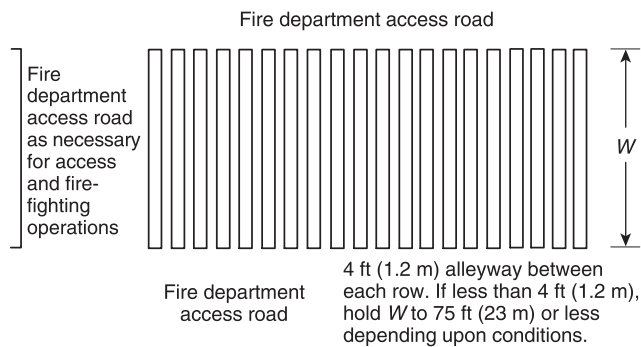 Fire department access road
Fire
department
access road
as necessary
for access
and fire-
fighting
operations
W
Fire department
access road
4 ft (1.2 m) alleyway between
each row. If less than 4 ft (1.2 m),
hold W to 75 ft (23 m) or less
depending upon conditions.